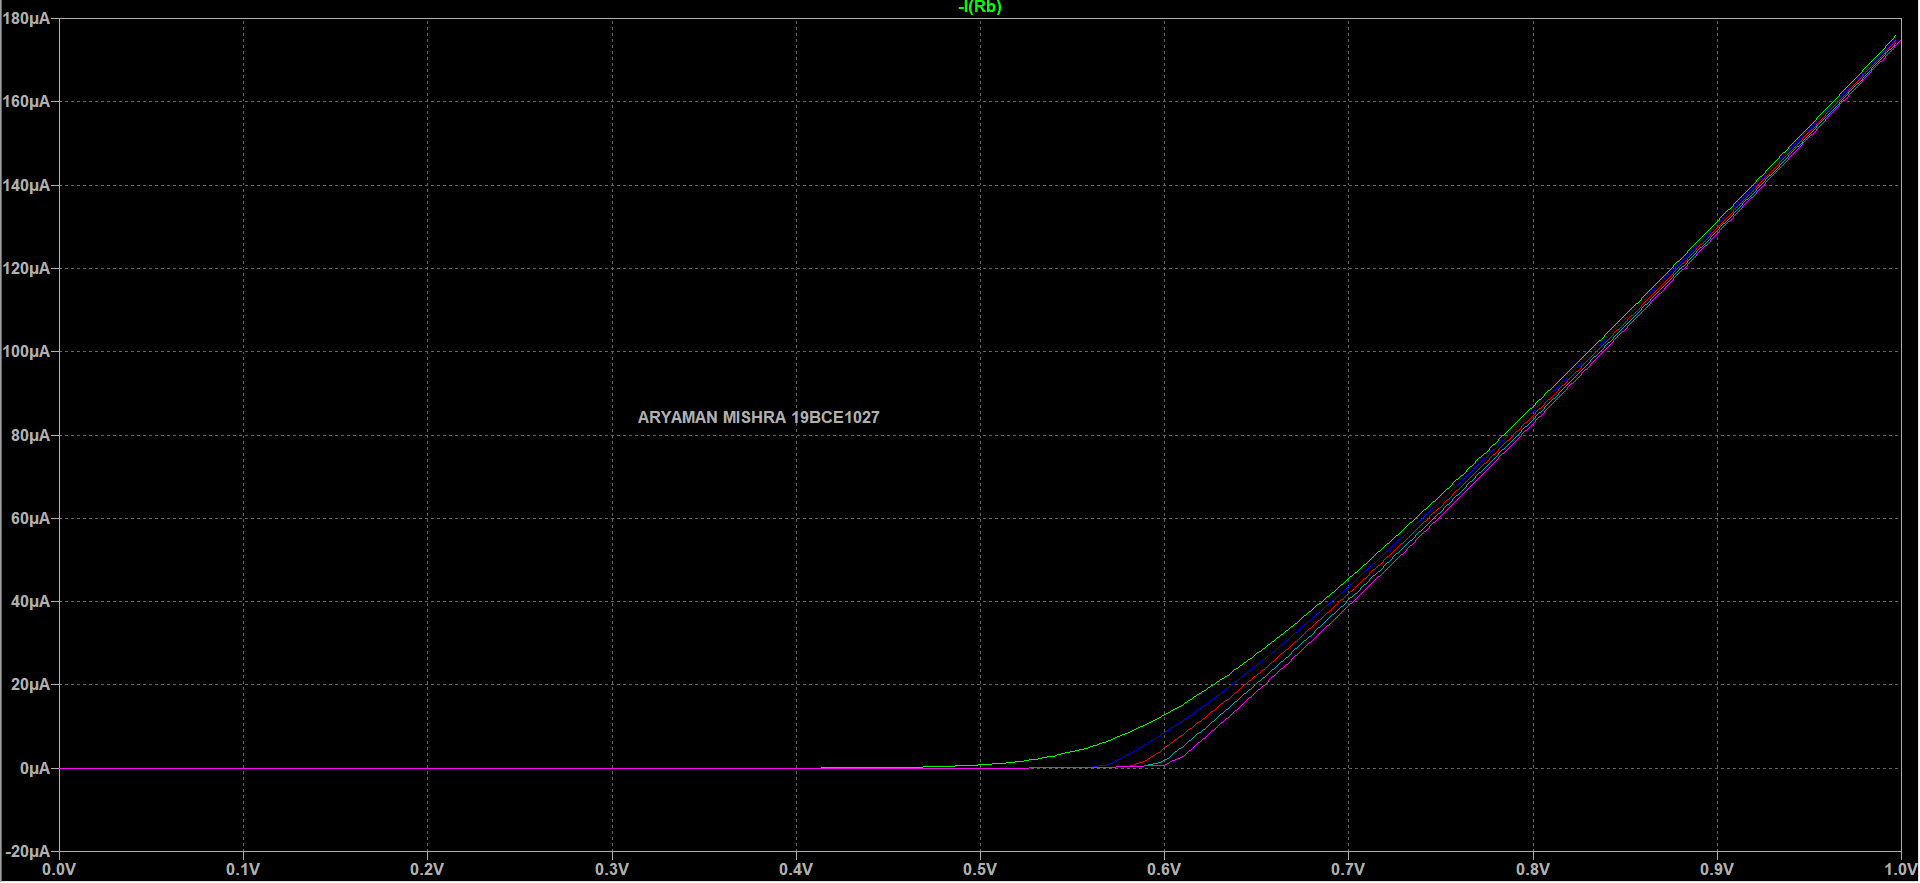 -I(Rb)
180µA
160µA
140µA
120µA
100µA
ARYAMAN MISHRA 19BCE1027
80µA
60µA
40µA
20µA
0µA
-20µA
0.0V 0.1V 0.2V 0.3V 0.4V 0.5V 0.6V 0.7V 0.8V 0.9V 1.0V